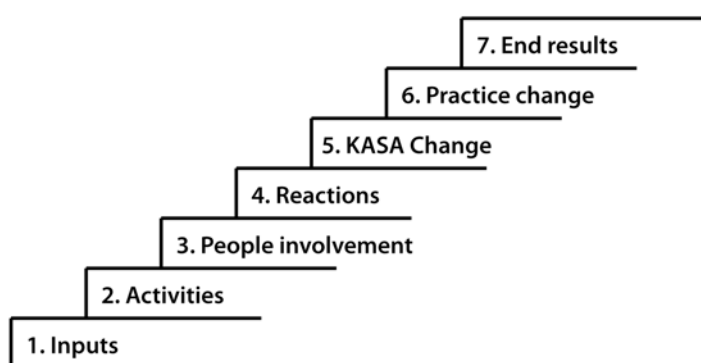 7. End results
6. Practice change
5. KASA Change
4. Reactions
3. People involvement
2. Activities
1. Inputs